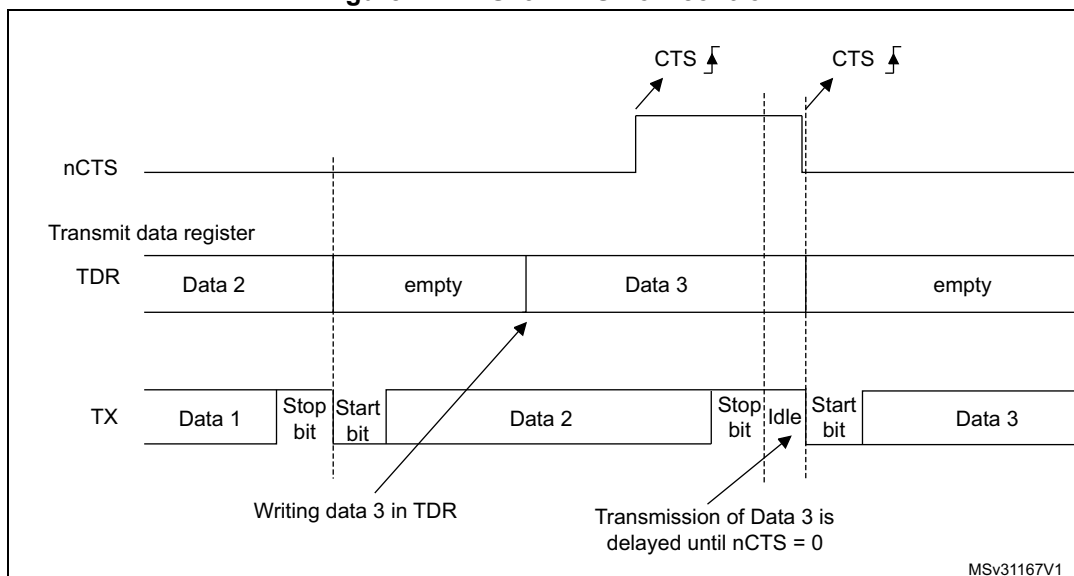 CTS CTS
nCTS
Transmit data register
TDR Data 2 empty Data 3 empty
TX Data 1 Stop bit Start bit Data 2 Stop bit Idle Start bit Data 3
Writing data 3 in TDR
Transmission of Data 3 is
delayed until nCTS = 0
MSv31167V1